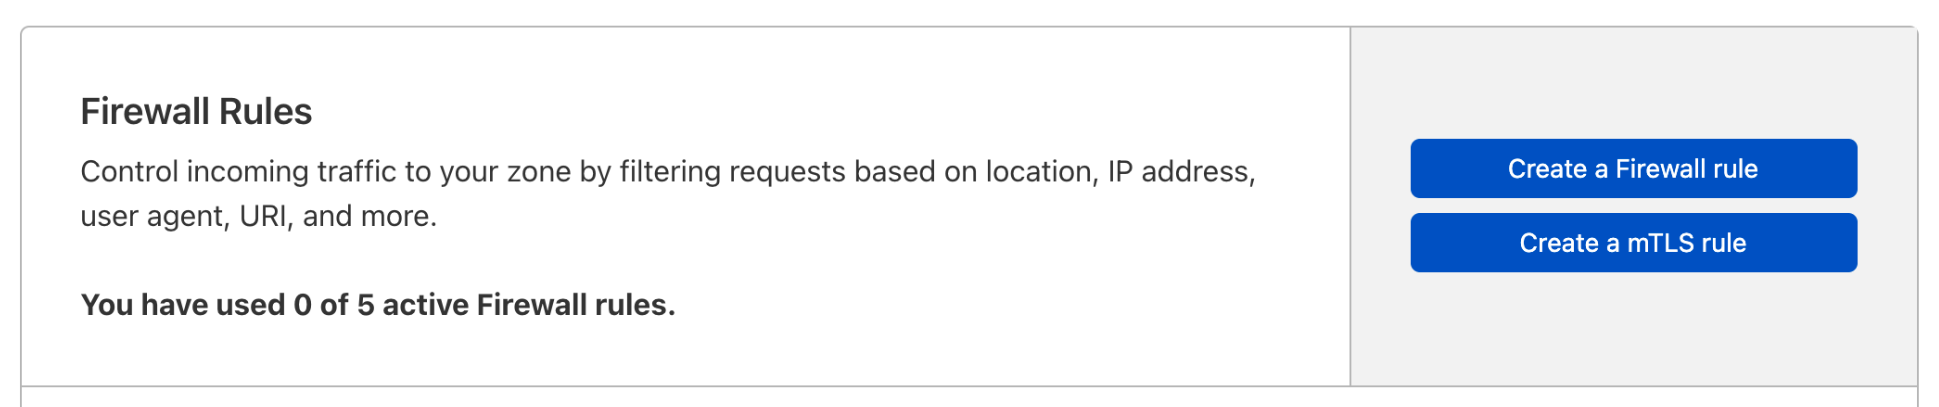 Firewall Rules
Control incoming traffic to your zone by filtering requests based on location, IP address,
user agent, URI, and more.
You have used 0 of 5 active Firewall rules.
Create a Firewall rule
Create a mTLS rule